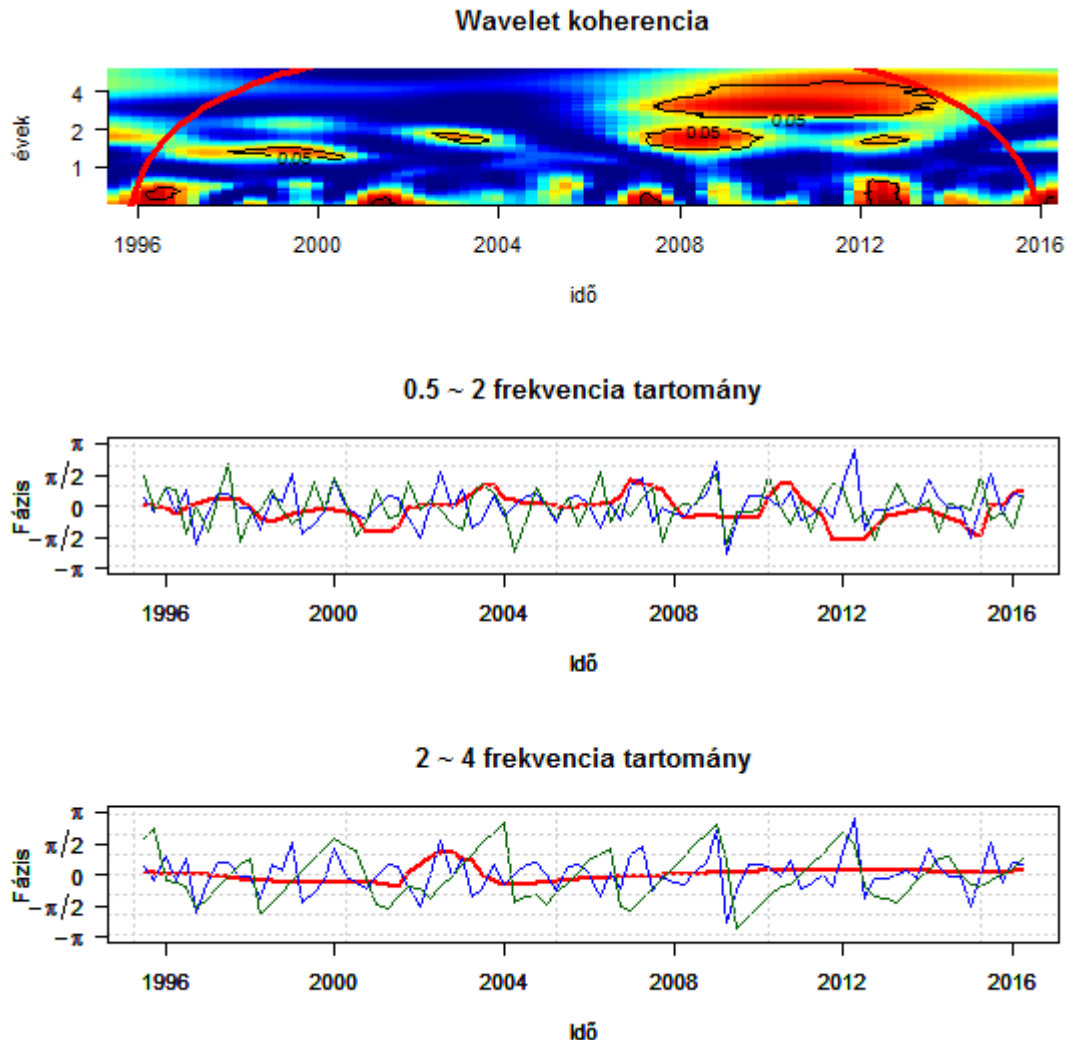 Wavelet koherencia
4
2
1
évek
0.05
0.05
0.05
1996 2000 2004 2008 2012 2016
idő
0.5 ~ 2 frekvencia tartomány
π
π/2
0
−π/2
−π
Fázis
1996 2000 2004 2008 2012 2016
Idő
2 ~ 4 frekvencia tartomány
π
π/2
0
−π/2
−π
Fázis
1996 2000 2004 2008 2012 2016
Idő